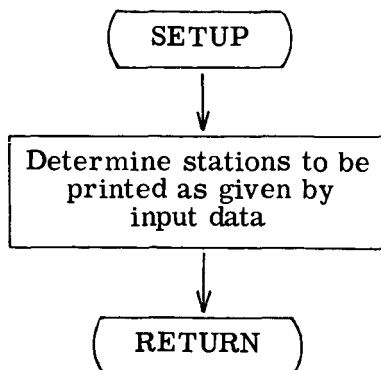 SETUP
Determine stations to be
printed as given by
input data
RETURN